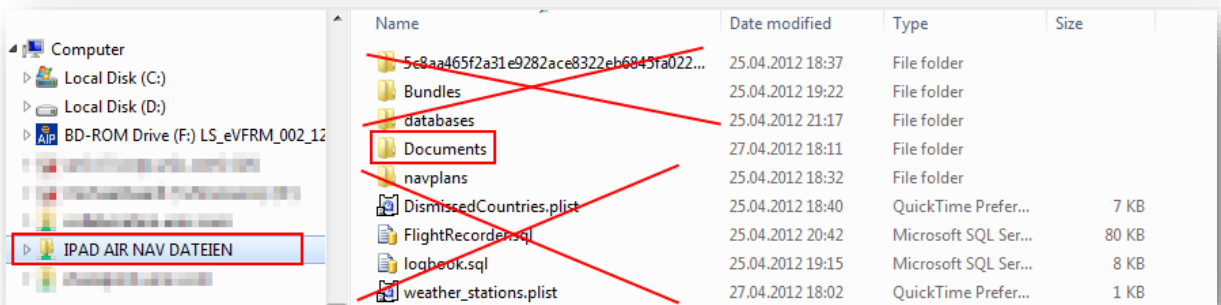 Name Date modified Type Size
Computer
Local Disk (C:)
Local Disk (D:)
BD-ROM Drive (F:) LS_eVFRM_002_12
IPAD AIR NAV DATEIEN
5c8aa465f2a31e9282ace8322eb6845fa022... 25.04.2012 18:37 File folder
Bundles 25.04.2012 19:22 File folder
databases 25.04.2012 21:17 File folder
Documents 27.04.2012 18:11 File folder
navplans 25.04.2012 18:32 File folder
DismissedCountries.plist 25.04.2012 18:40 QuickTime Prefer... 7 KB
FlightRecorder.sql 25.04.2012 20:42 Microsoft SQL Ser... 80 KB
logbook.sql 25.04.2012 19:15 Microsoft SQL Ser... 8 KB
weather_stations.plist 27.04.2012 18:02 QuickTime Prefer... 1 KB